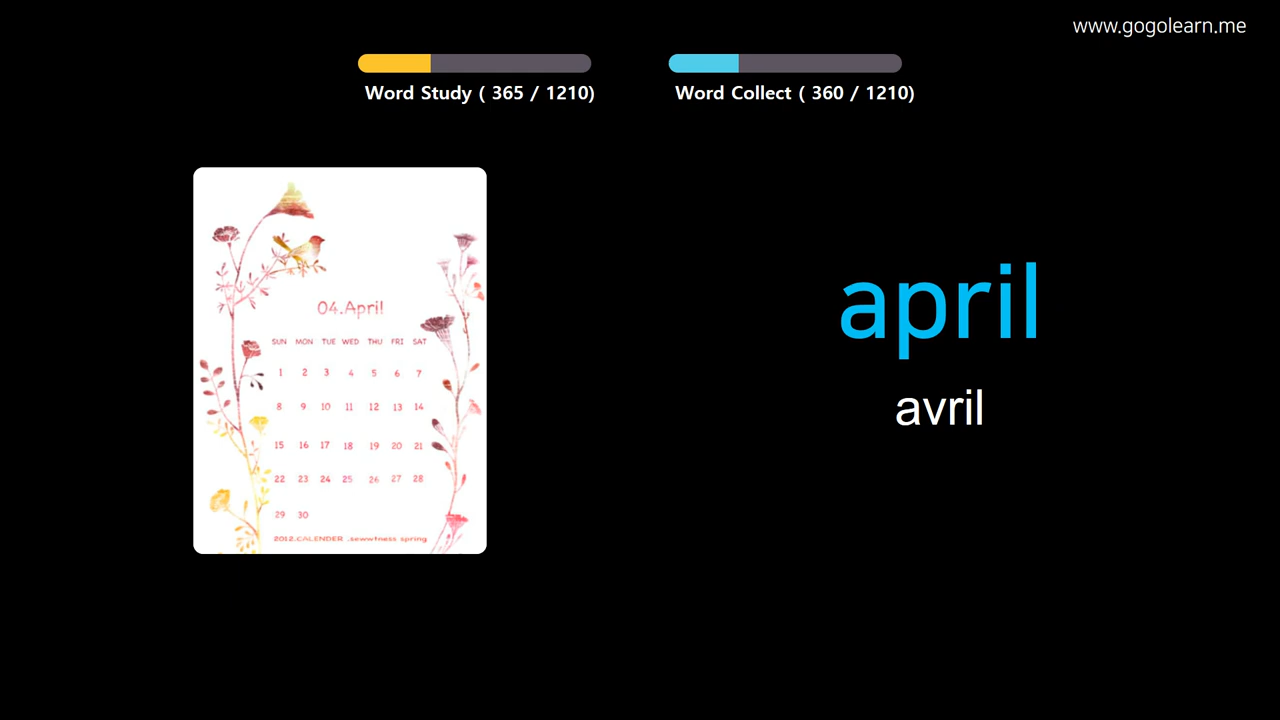 www.gogolearn.me
Word Study ( 365 / 1210)
Word Collect ( 360 / 1210)
04.April
SUN MON TUE WED THU FRI SAT
1 2 3 4 5 6 7
8 9 10 11 12 13 14
15 16 17 18 19 20 21
22 23 24 25 26 27 28
29 30
2012.CALENDER .sewwtness spring
april
avril